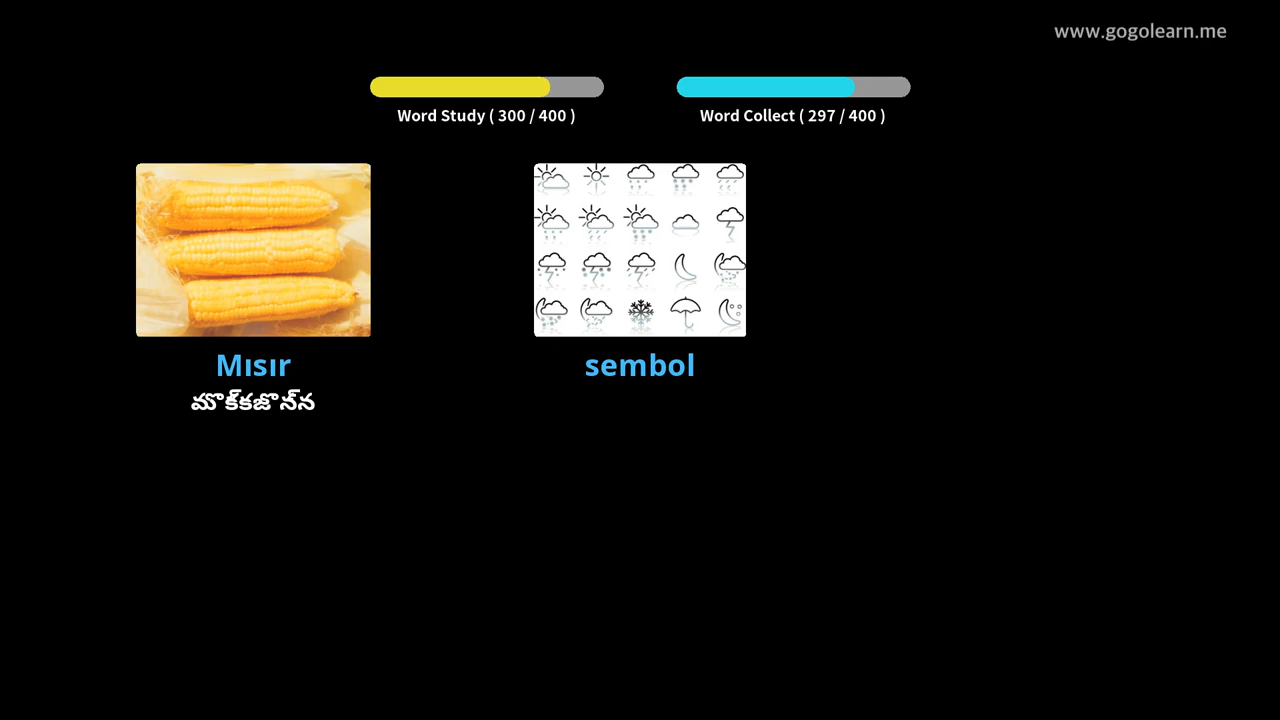 www.gogolearn.me
Word Study ( 300 / 400 )
Word Collect ( 297 / 400 )
Mısır
మొక్కజొన్న
sembol